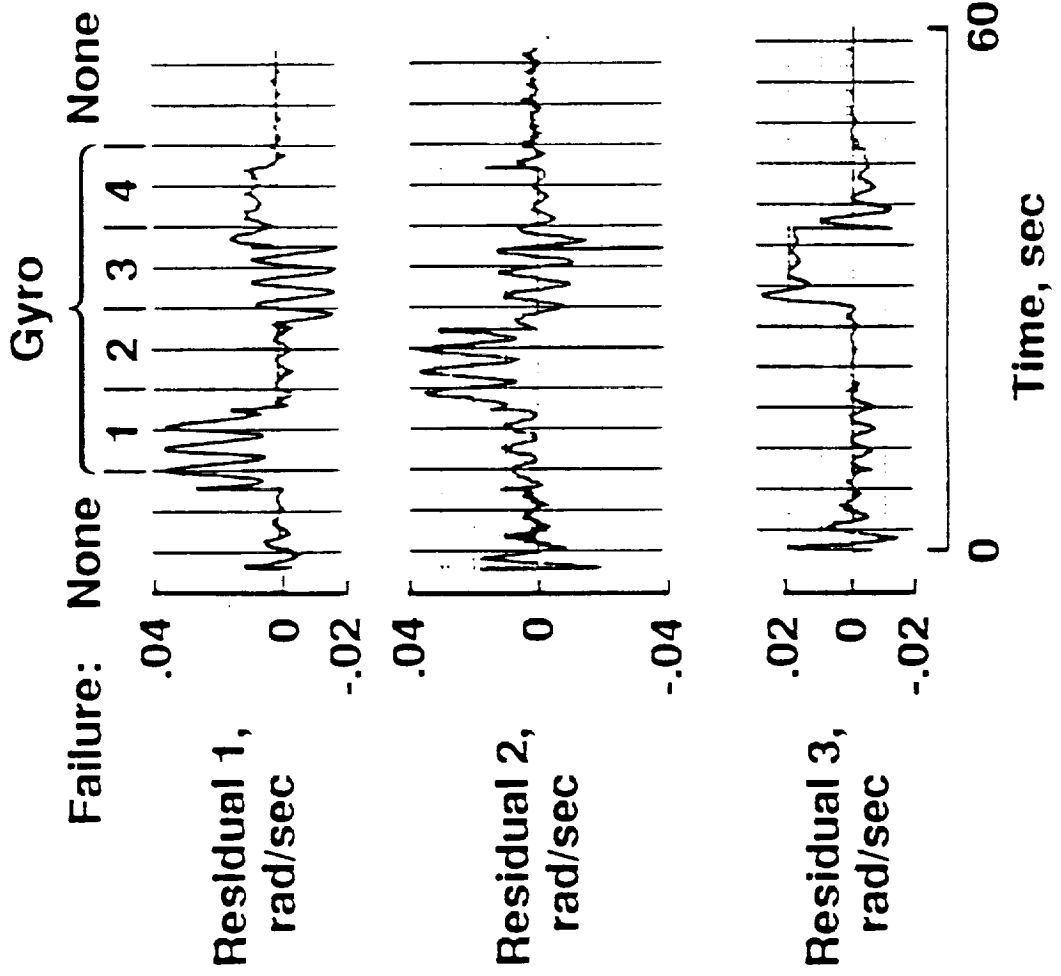 Gyro
Failure: None 1 2 3 4 None
Residual 1,
rad/sec
.04
0
-.02
Residual 2,
rad/sec
.04
0
-.04
Residual 3,
rad/sec
.02
0
-.02
0 60
Time, sec